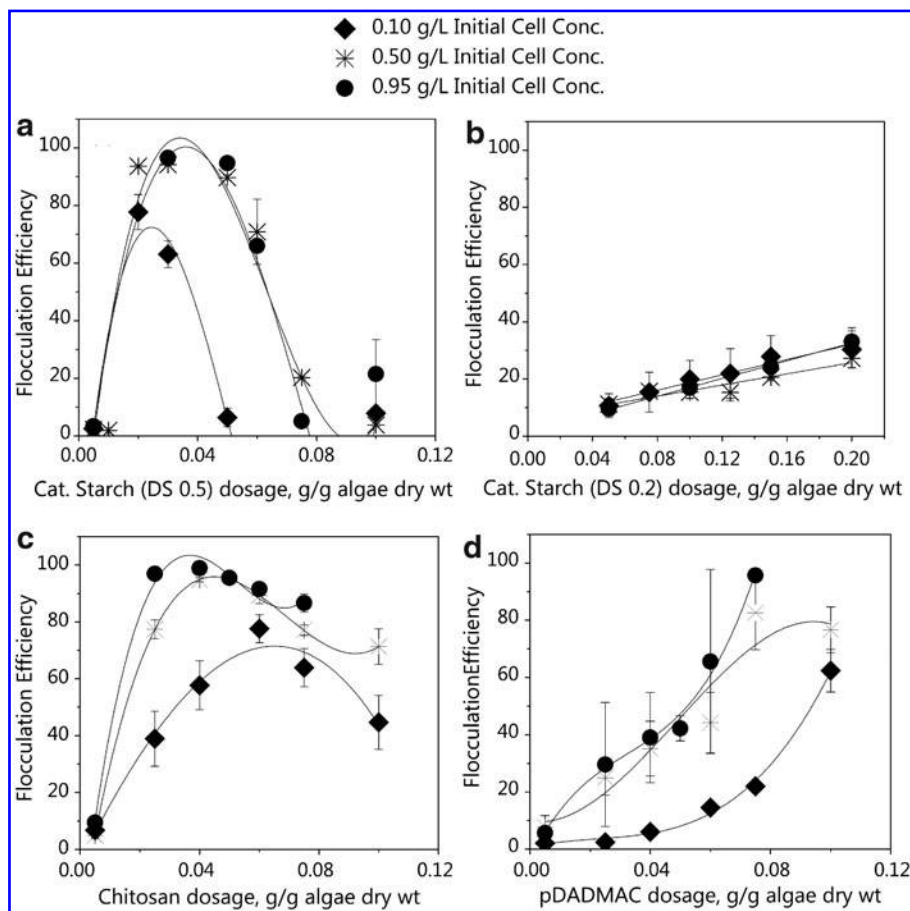 0.10 g/L Initial Cell Conc.
0.50 g/L Initial Cell Conc.
0.95 g/L Initial Cell Conc.
a
100
80
60
40
20
0
0.00 0.04 0.08 0.12
Flocculation Efficiency
Cat. Starch (DS 0.5) dosage, g/g algae dry wt
b
100
80
60
40
20
0
0.00 0.04 0.08 0.12 0.16 0.20
Flocculation Efficiency
Cat. Starch (DS 0.2) dosage, g/g algae dry wt
c
100
80
60
40
20
0
0.00 0.04 0.08 0.12
Flocculation Efficiency
Chitosan dosage, g/g algae dry wt
d
100
80
60
40
20
0
0.00 0.04 0.08 0.12
FlocculationEfficiency
pDADMAC dosage, g/g algae dry wt